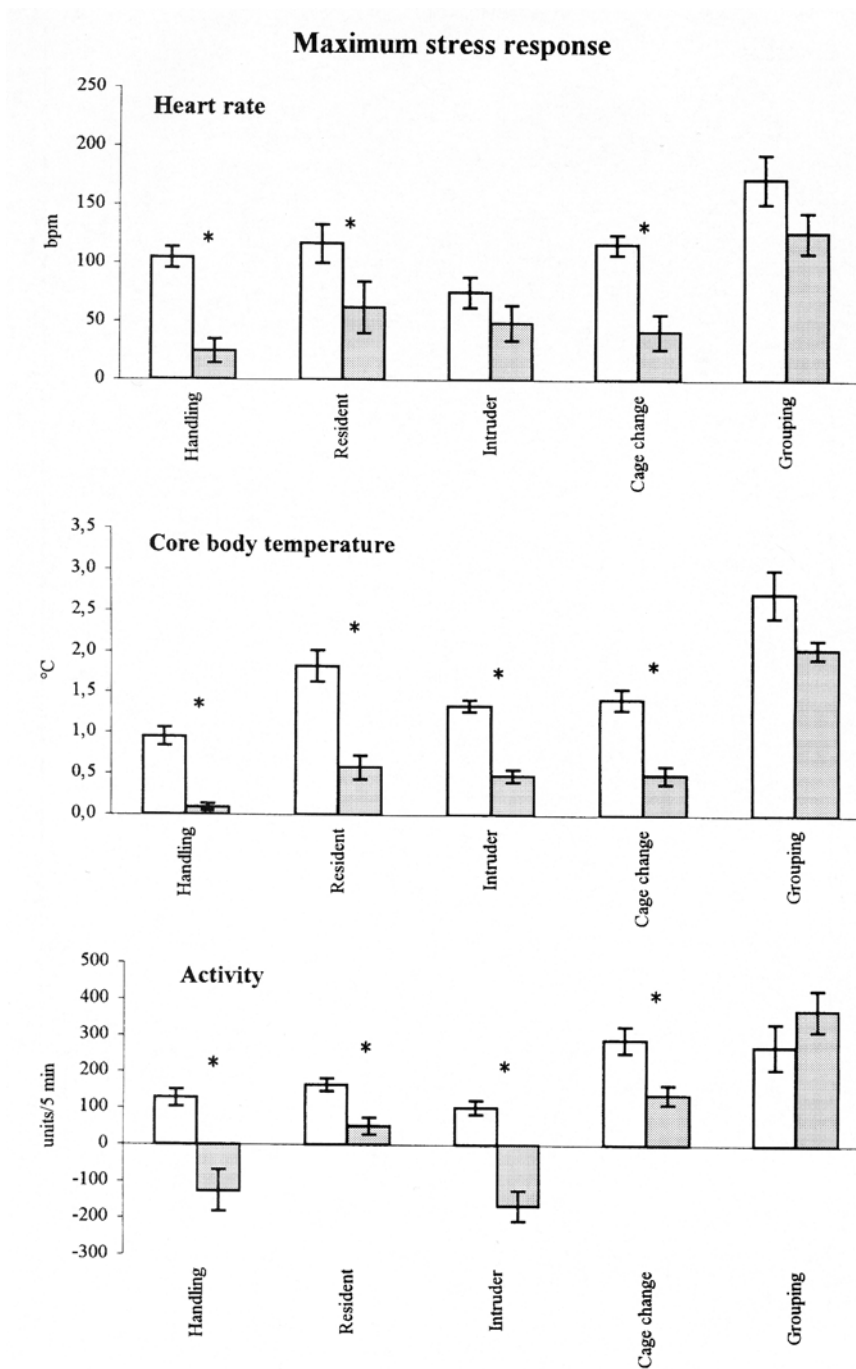 Maximum stress response
Heart rate
bpm
250
200
150
100
50
0
*
*
*
Handling
Resident
Intruder
Cage change
Grouping
Core body temperature
°C
3,5
3,0
2,5
2,0
1,5
1,0
0,5
0,0
*
*
*
*
Handling
Resident
Intruder
Cage change
Grouping
Activity
units/5 min
500
400
300
200
100
0
-100
-200
-300
*
*
*
*
Handling
Resident
Intruder
Cage change
Grouping